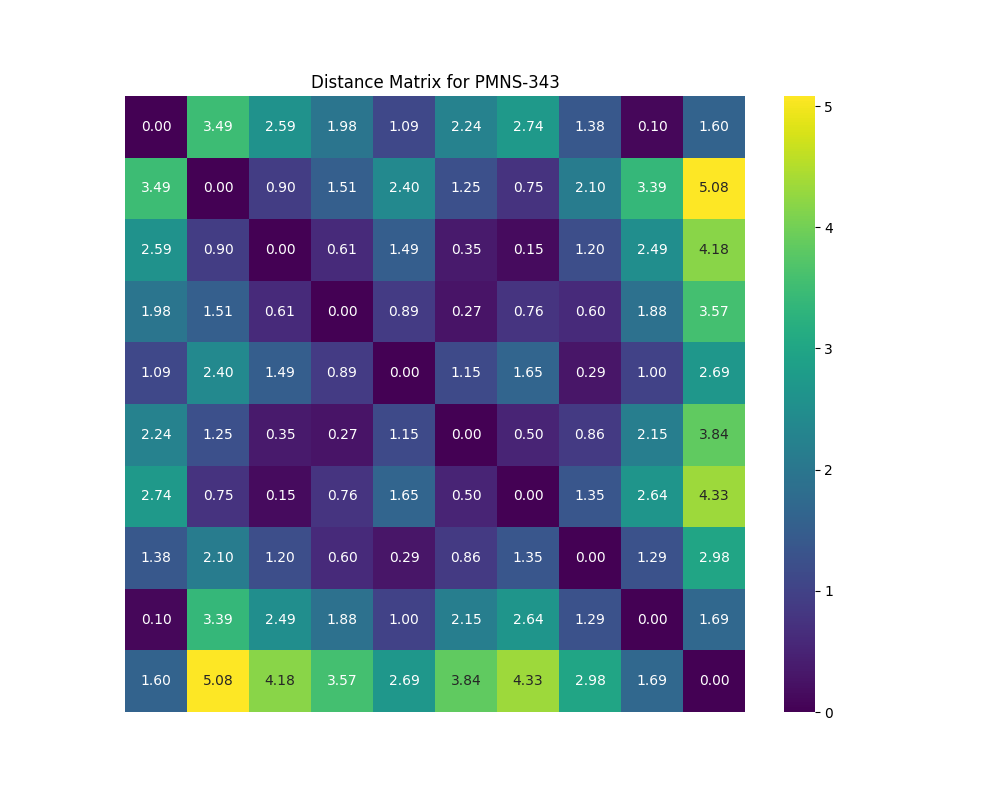 Distance Matrix for PMNS-343
0.00 3.49 2.59 1.98 1.09 2.24 2.74 1.38 0.10 1.60
3.49 0.00 0.90 1.51 2.40 1.25 0.75 2.10 3.39 5.08
2.59 0.90 0.00 0.61 1.49 0.35 0.15 1.20 2.49 4.18
1.98 1.51 0.61 0.00 0.89 0.27 0.76 0.60 1.88 3.57
1.09 2.40 1.49 0.89 0.00 1.15 1.65 0.29 1.00 2.69
2.24 1.25 0.35 0.27 1.15 0.00 0.50 0.86 2.15 3.84
2.74 0.75 0.15 0.76 1.65 0.50 0.00 1.35 2.64 4.33
1.38 2.10 1.20 0.60 0.29 0.86 1.35 0.00 1.29 2.98
0.10 3.39 2.49 1.88 1.00 2.15 2.64 1.29 0.00 1.69
1.60 5.08 4.18 3.57 2.69 3.84 4.33 2.98 1.69 0.00
5
4
3
2
1
0